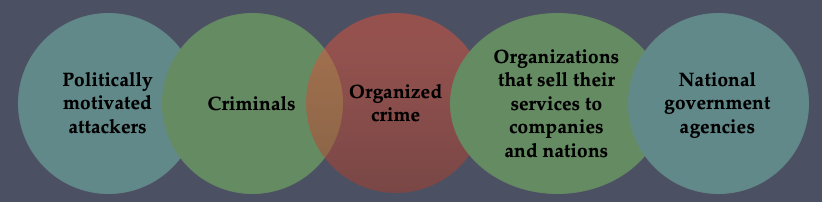 Politically
motivated
attackers
Criminals
Organized
crime
Organizations
that sell their
services to
companies
and nations
National
government
agencies